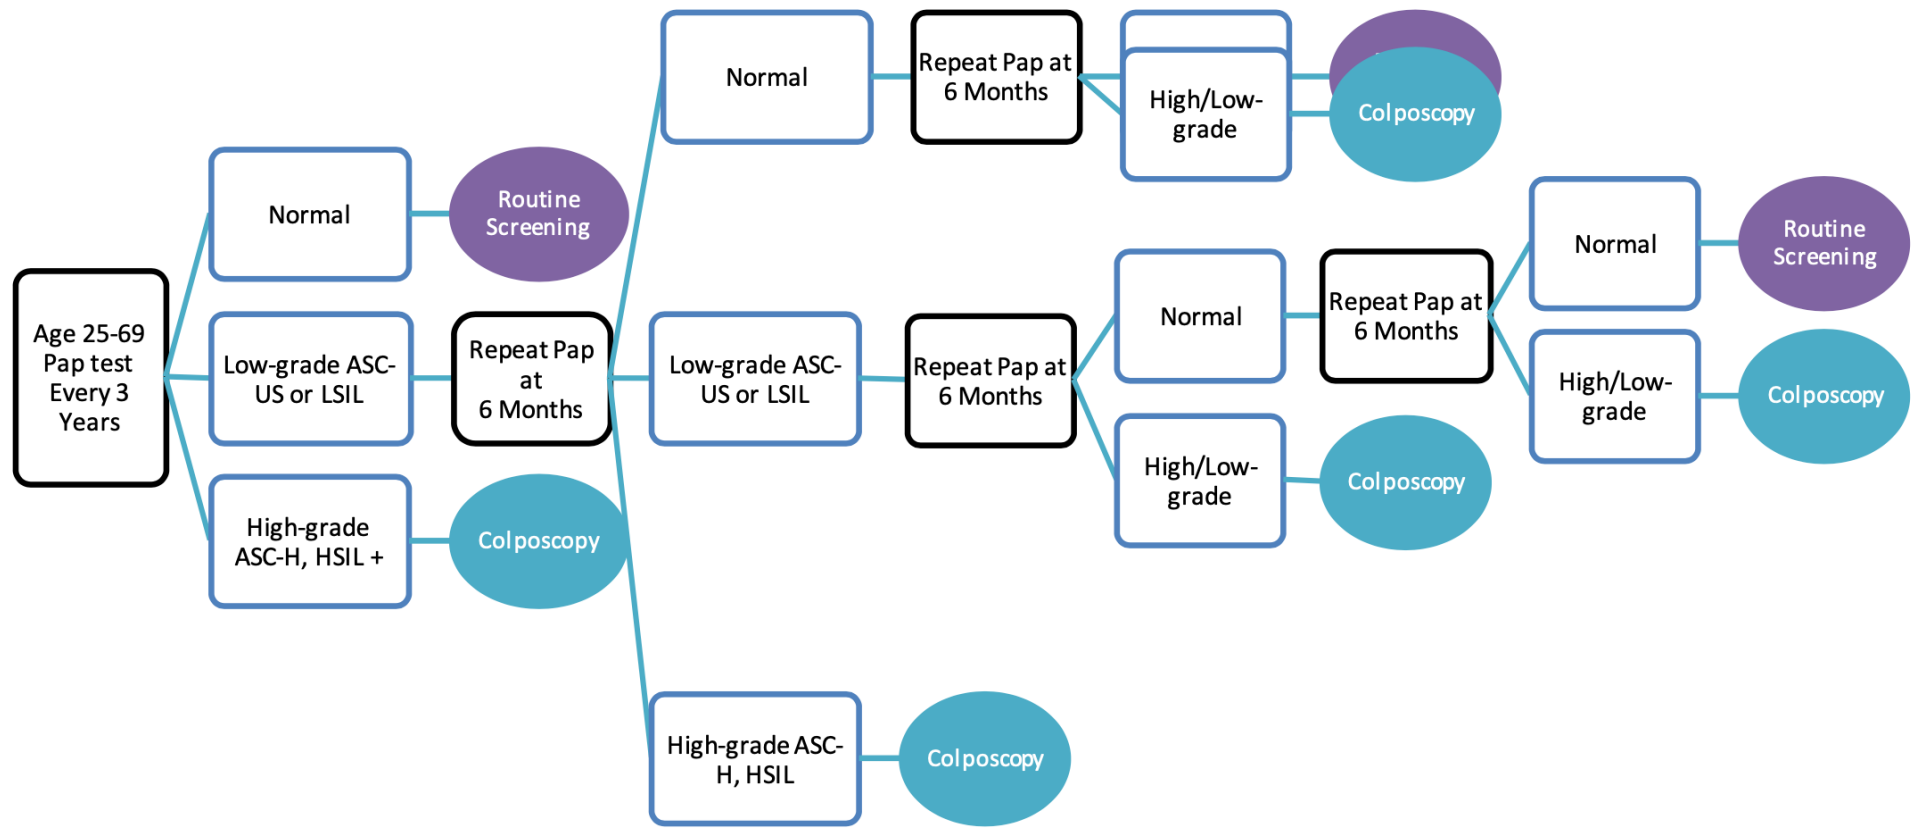 Age 25-69
Pap test
Every 3
Years
Normal
Routine
Screening
Low-grade ASC-
US or LSIL
Repeat Pap
at
6 Months
High-grade
ASC-H, HSIL +
Colposcopy
Normal
Repeat Pap at
6 Months
High/Low-
grade
Colposcopy
Low-grade ASC-
US or LSIL
Repeat Pap at
6 Months
Normal
Repeat Pap at
6 Months
Normal
Routine
Screening
High/Low-
grade
Colposcopy
High/Low-
grade
Colposcopy
High-grade ASC-
H, HSIL
Colposcopy